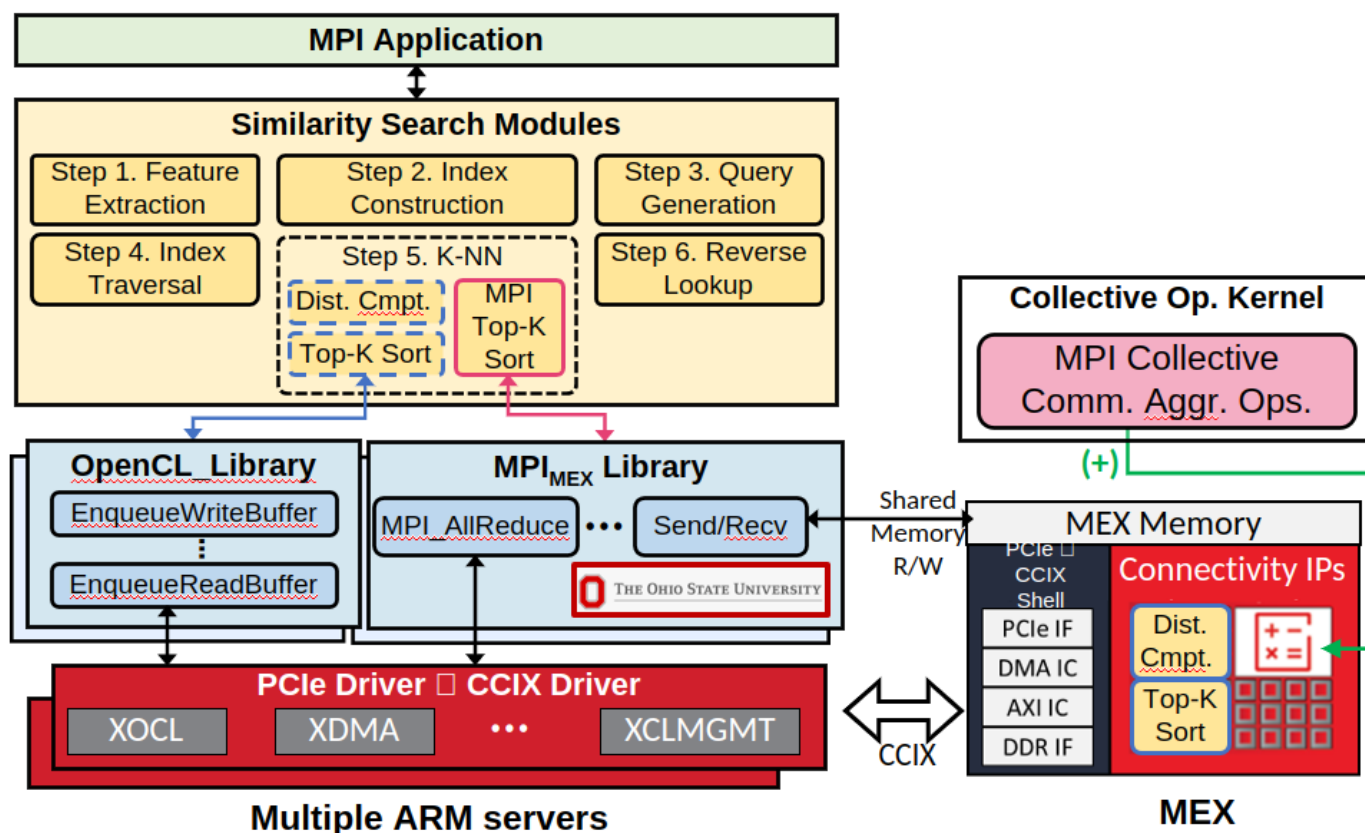 MPI Application
Similarity Search Modules
Step 1. Feature
Extraction
Step 2. Index
Construction
Step 3. Query
Generation
Step 4. Index
Traversal
Step 5. K-NN
Dist. Cmpt.
Top-K Sort
MPI
Top-K
Sort
Step 6. Reverse
Lookup
Collective Op. Kernel
MPI Collective
Comm. Aggr. Ops.
(+)
OpenCL_Library
EnqueueWriteBuffer
⋮
EnqueueReadBuffer
MPIMEX Library
MPI_AllReduce
•••
Send/Recv
THE OHIO STATE UNIVERSITY
Shared
Memory
R/W
MEX Memory
PCIe □
CCIX
Shell
PCIe IF
DMA IC
AXI IC
DDR IF
Connectivity IPs
Dist.
Cmpt.
+ −
× =
Top-K
Sort
PCIe Driver □ CCIX Driver
XOCL
XDMA
•••
XCLMGMT
CCIX
Multiple ARM servers
MEX